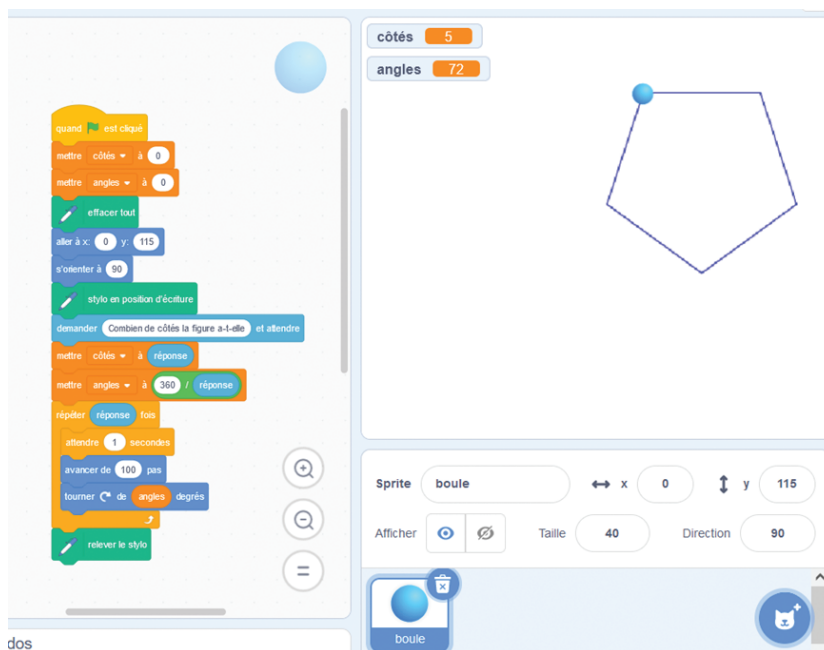 quand est cliqué
mettre côtés à 0
mettre angles à 0
effacer tout
aller à x: 0 y: 115
s'orienter à 90
stylo en position d'écriture
demander Combien de côtés la figure a-t-elle et attendre
mettre côtés à réponse
mettre angles à 360 / réponse
répéter réponse fois
attendre 1 secondes
avancer de 100 pas
tourner de angles degrés
relever le stylo
dos
côtés 5
angles 72
Sprite boule x 0 y 115
Afficher Taille 40 Direction 90
boule